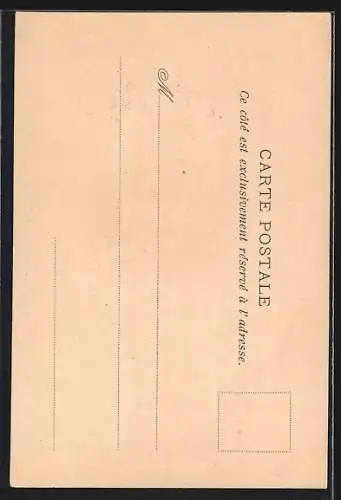 CARTE POSTALE
Ce côté est exclusivement réservé à l'adresse.
M